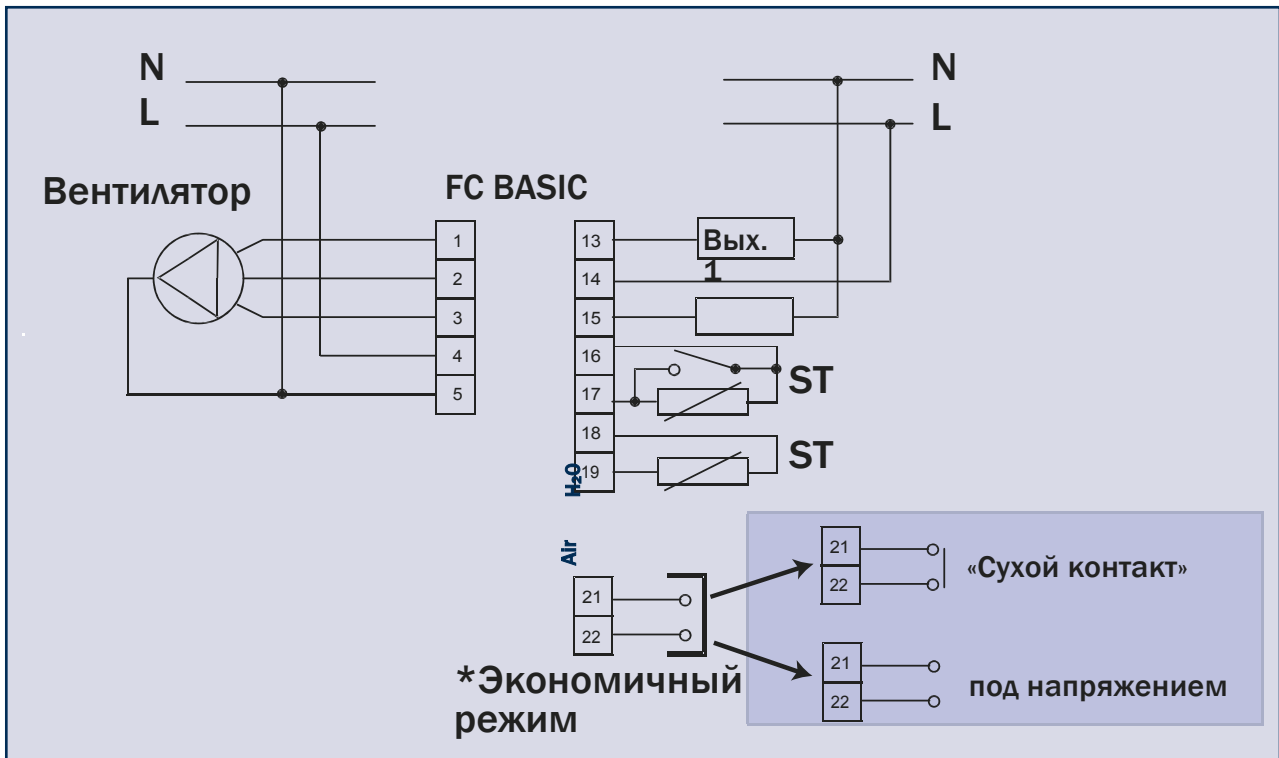 N
L
N
L
Вентилятор
FC BASIC
1
2
3
4
5
13
14
15
16
17
18
19
Вых.
1
ST
ST
H₂0
Air
21
22
*Экономичный
режим
21
22
«Сухой контакт»
21
22
под напряжением